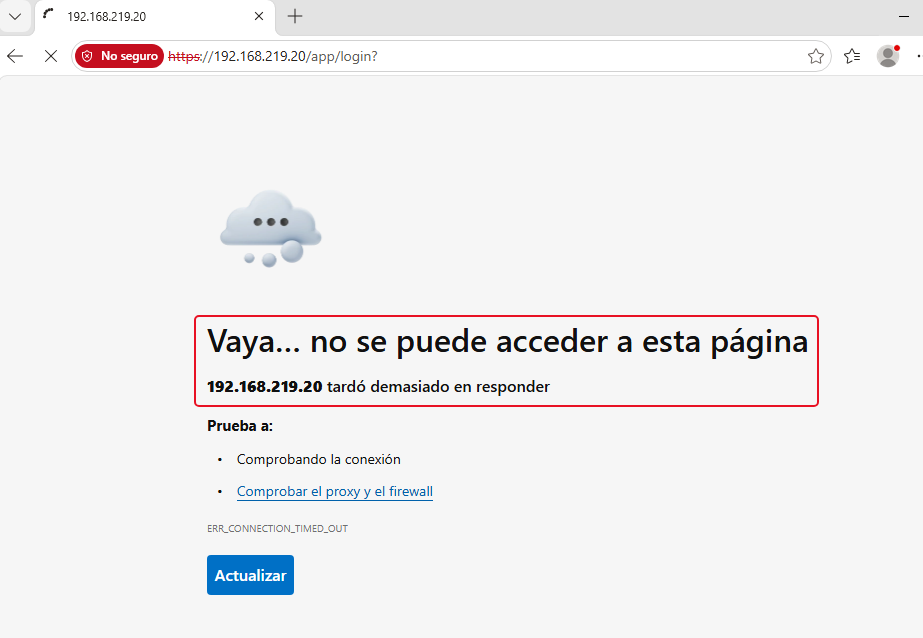 192.168.219.20
No seguro https://192.168.219.20/app/login?
Vaya... no se puede acceder a esta página
192.168.219.20 tardó demasiado en responder
Prueba a:
• Comprobando la conexión
• Comprobar el proxy y el firewall
ERR_CONNECTION_TIMED_OUT
Actualizar